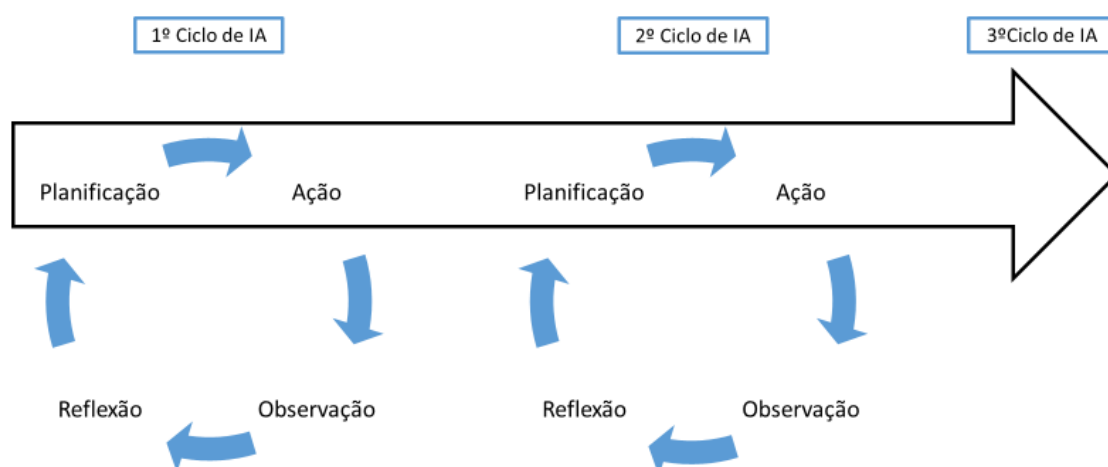 1º Ciclo de IA
2º Ciclo de IA
3ºCiclo de IA
Planificação
Ação
Planificação
Ação
Reflexão
Observação
Reflexão
Observação